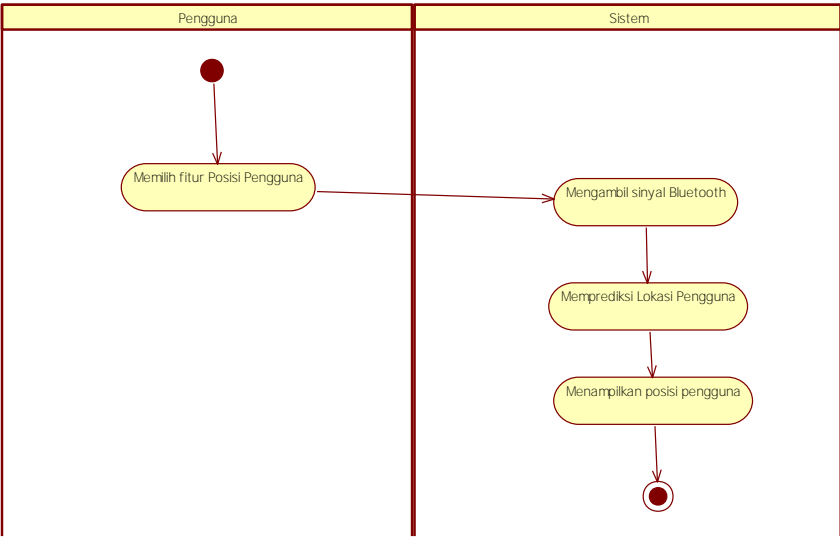 Pengguna
Sistem
Memilih fitur Posisi Pengguna
Mengambil sinyal Bluetooth
Memprediksi Lokasi Pengguna
Menampilkan posisi pengguna